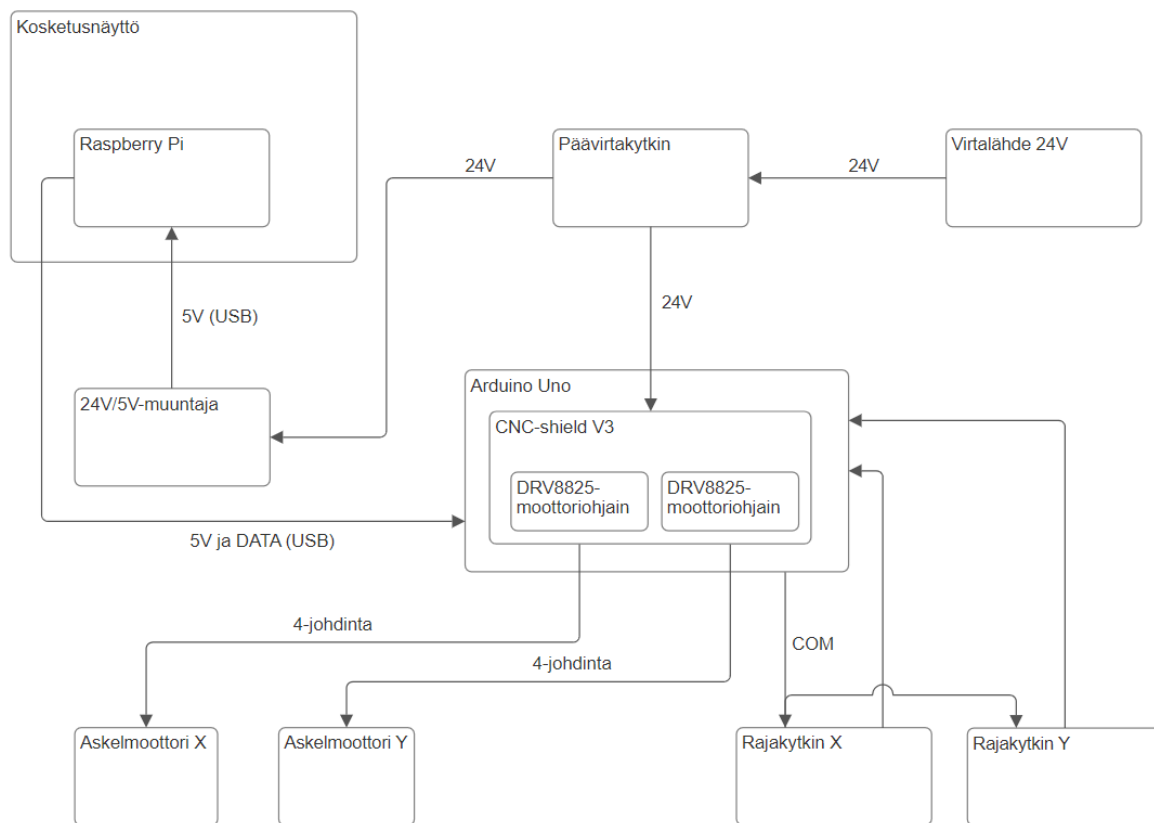 Kosketusnäyttö
Raspberry Pi
Päävirtakytkin
Virtalähde 24V
24V
24V
5V (USB)
24V
24V/5V-muuntaja
Arduino Uno
CNC-shield V3
DRV8825-
moottoriohjain
DRV8825-
moottoriohjain
5V ja DATA (USB)
4-johdinta
4-johdinta
COM
Askelmoottori X
Askelmoottori Y
Rajakytkin X
Rajakytkin Y